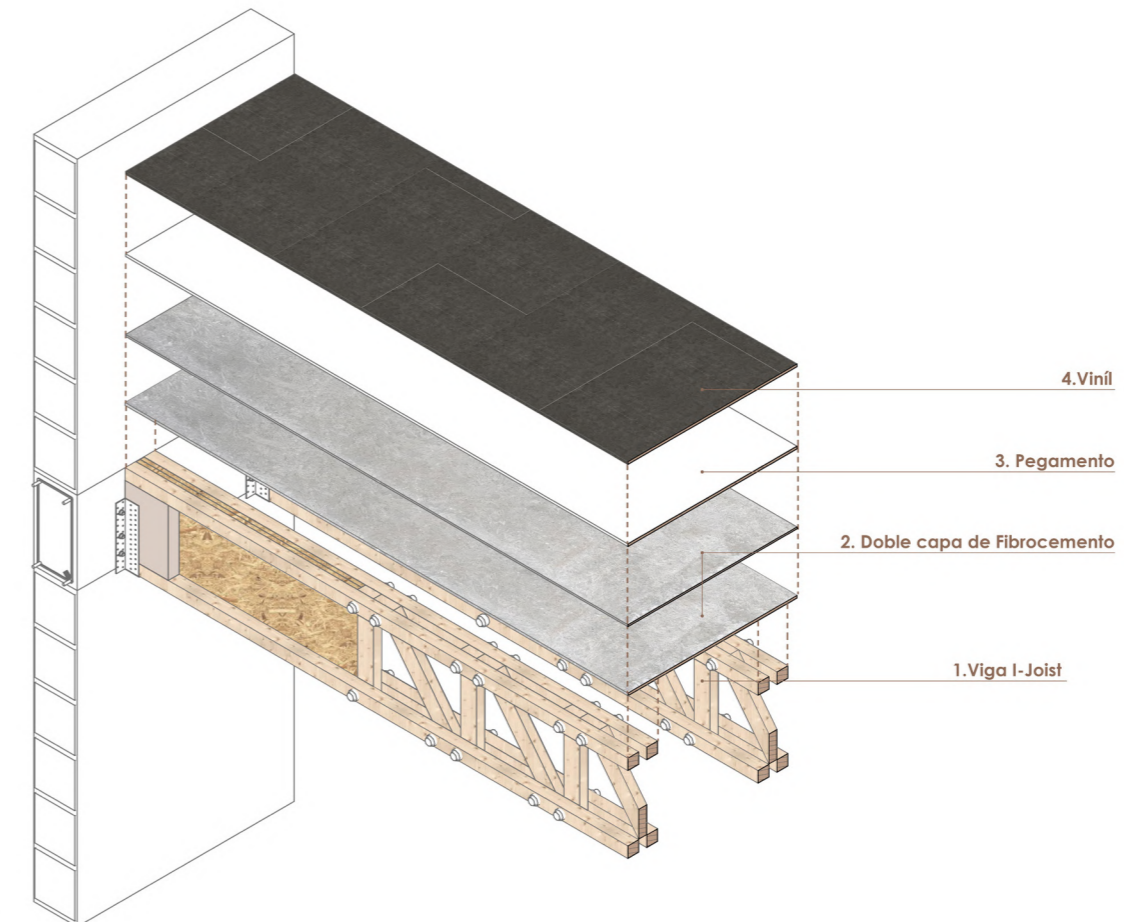 4.Viníl
3. Pegamento
2. Doble capa de Fibrocemento
1.Viga I-Joist